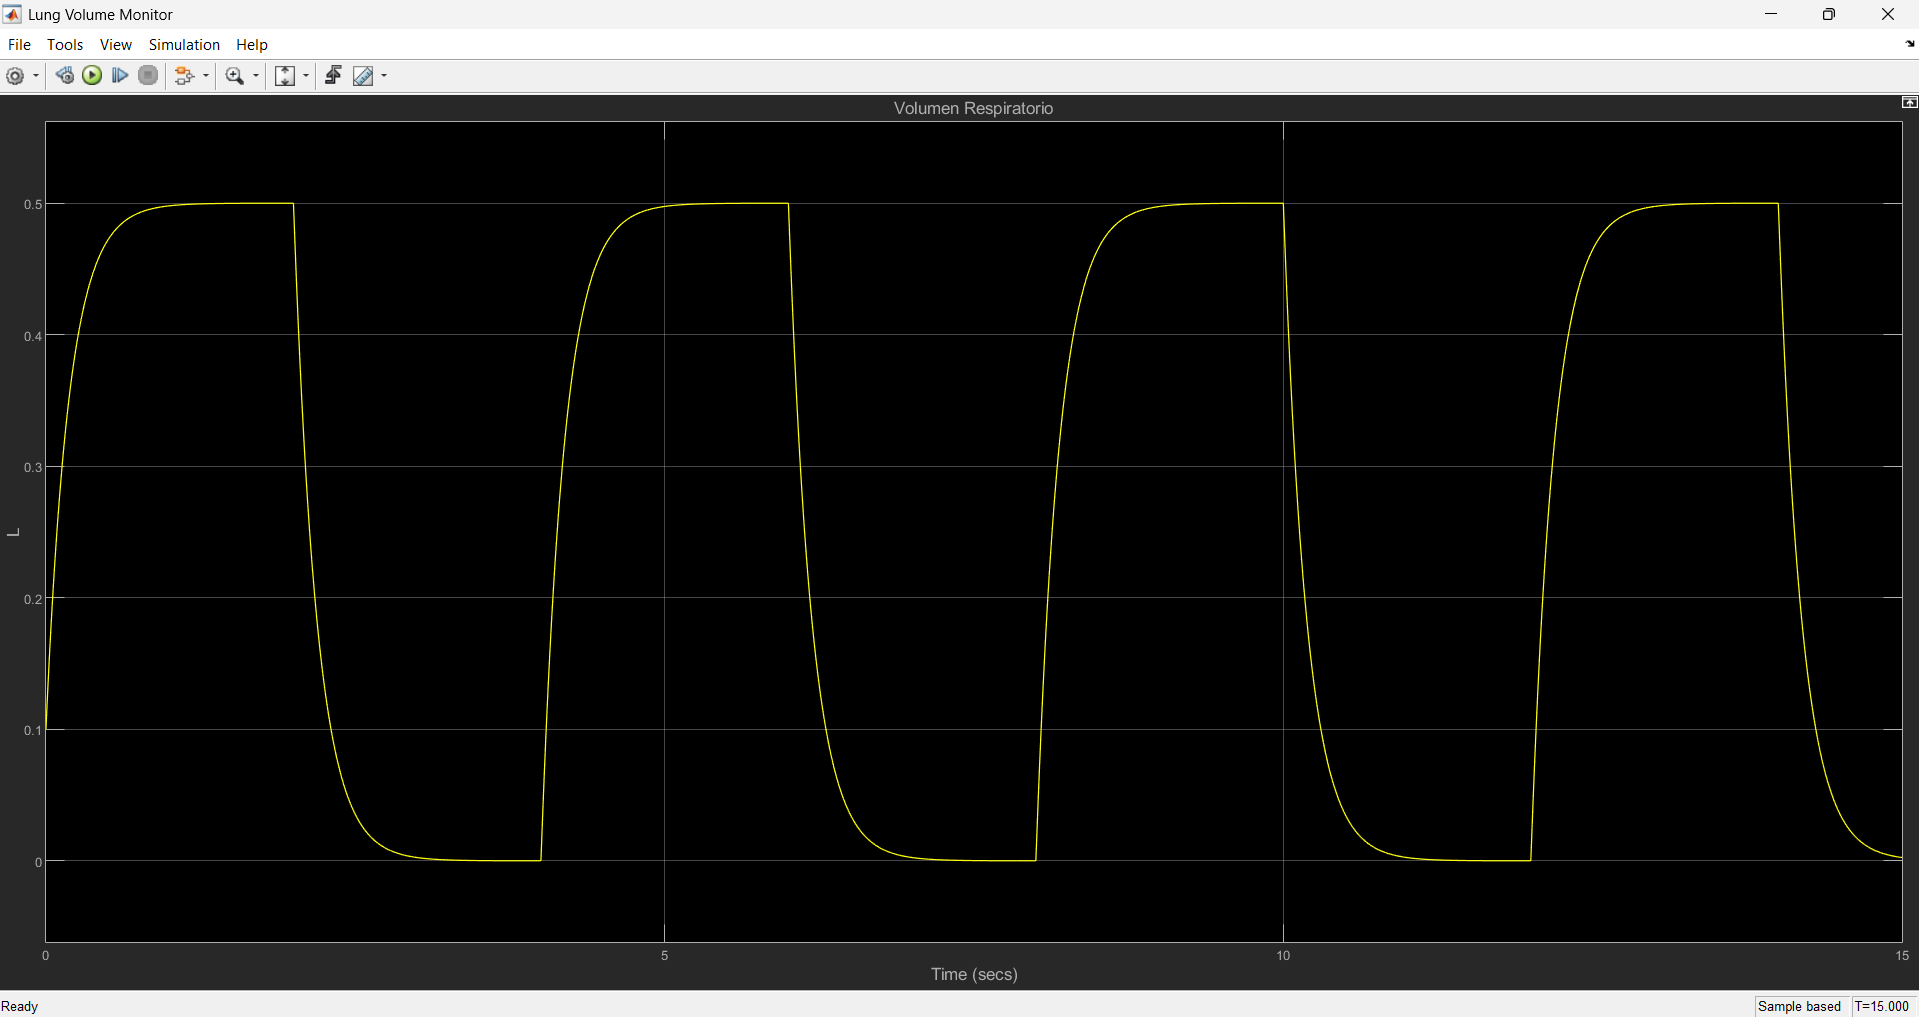 Lung Volume Monitor
File Tools View Simulation Help
Volumen Respiratorio
0.5
0.4
0.3
0.2
0.1
0
L
0 5 10 15
Time (secs)
Ready
Sample based T=15.000